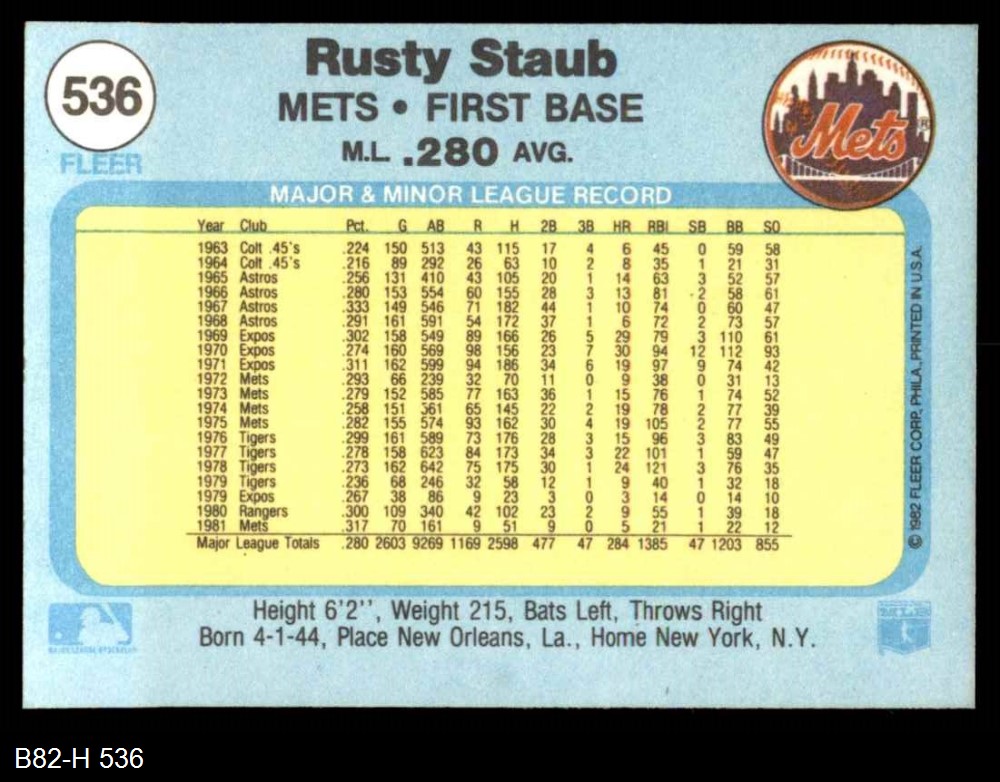 536
FLEER
Rusty Staub
METS • FIRST BASE
M.L. .280 AVG.
Mets
MAJOR & MINOR LEAGUE RECORD
Year Club Pct. G AB R H 2B 3B HR RBI SB BB SO
1963 Colt .45's .224 150 513 43 115 17 4 6 45 0 59 58
1964 Colt .45's .216 89 292 26 63 10 2 8 35 1 21 31
1965 Astros .256 131 410 43 105 20 1 14 63 3 52 57
1966 Astros .280 153 554 60 155 28 3 13 81 2 58 61
1967 Astros .333 149 546 71 182 44 1 10 74 0 60 47
1968 Astros .291 161 591 54 172 37 1 6 72 2 73 57
1969 Expos .302 158 549 89 166 26 5 29 79 3 110 61
1970 Expos .274 160 569 98 156 23 7 30 94 12 112 93
1971 Expos .311 162 599 94 186 34 6 19 97 9 74 42
1972 Mets .293 66 239 32 70 11 0 9 38 0 31 13
1973 Mets .279 152 585 77 163 36 1 15 76 1 74 52
1974 Mets .258 151 561 65 145 22 2 19 78 2 77 39
1975 Mets .282 155 574 93 162 30 4 19 105 2 77 55
1976 Tigers .299 161 589 73 176 28 3 15 96 3 83 49
1977 Tigers .278 158 623 84 173 34 3 22 101 1 59 47
1978 Tigers .273 162 642 75 175 30 1 24 121 3 76 35
1979 Tigers .236 68 246 32 58 12 1 9 40 1 32 18
1979 Expos .267 38 86 9 23 3 0 3 14 0 14 10
1980 Rangers .300 109 340 42 102 23 2 9 55 1 39 18
1981 Mets .317 70 161 9 51 9 0 5 21 1 22 12
Major League Totals .280 2603 9269 1169 2598 477 47 284 1385 47 1203 855
© 1982 FLEER CORP., PHILA., PRINTED IN U.S.A.
Height 6'2'', Weight 215, Bats Left, Throws Right
Born 4-1-44, Place New Orleans, La., Home New York, N.Y.
B82-H 536